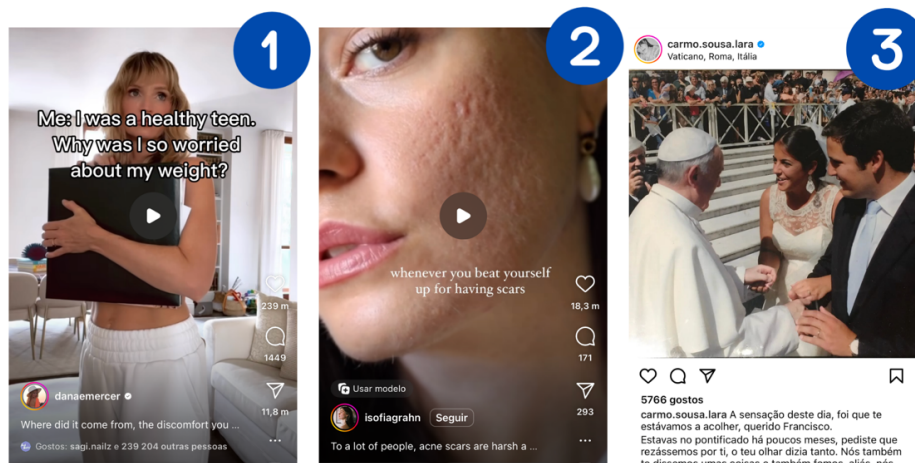 1
Me: I was a healthy teen.
Why was I so worried
about my weight?
239 m
1449
11,8 m
danaemercer
Where did it come from, the discomfort you ...
Gostos: sagi.nailz e 239 204 outras pessoas
2
whenever you beat yourself
up for having scars
18,3 m
171
293
Usar modelo
isofiagrahn
Seguir
To a lot of people, acne scars are harsh a ...
3
carmo.sousa.lara
Vaticano, Roma, Itália
5766 gostos
carmo.sousa.lara A sensação deste dia, foi que te
estávamos a acolher, querido Francisco.
Estavas no pontificado há poucos meses, pediste que
rezássemos por ti, o teu olhar dizia tanto. Nós também